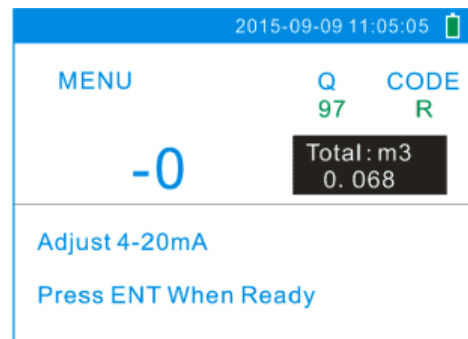 2015-09-09 11:05:05
MENU Q CODE
97 R
-0
Total: m3
0.068
Adjust 4-20mA
Press ENT When Ready